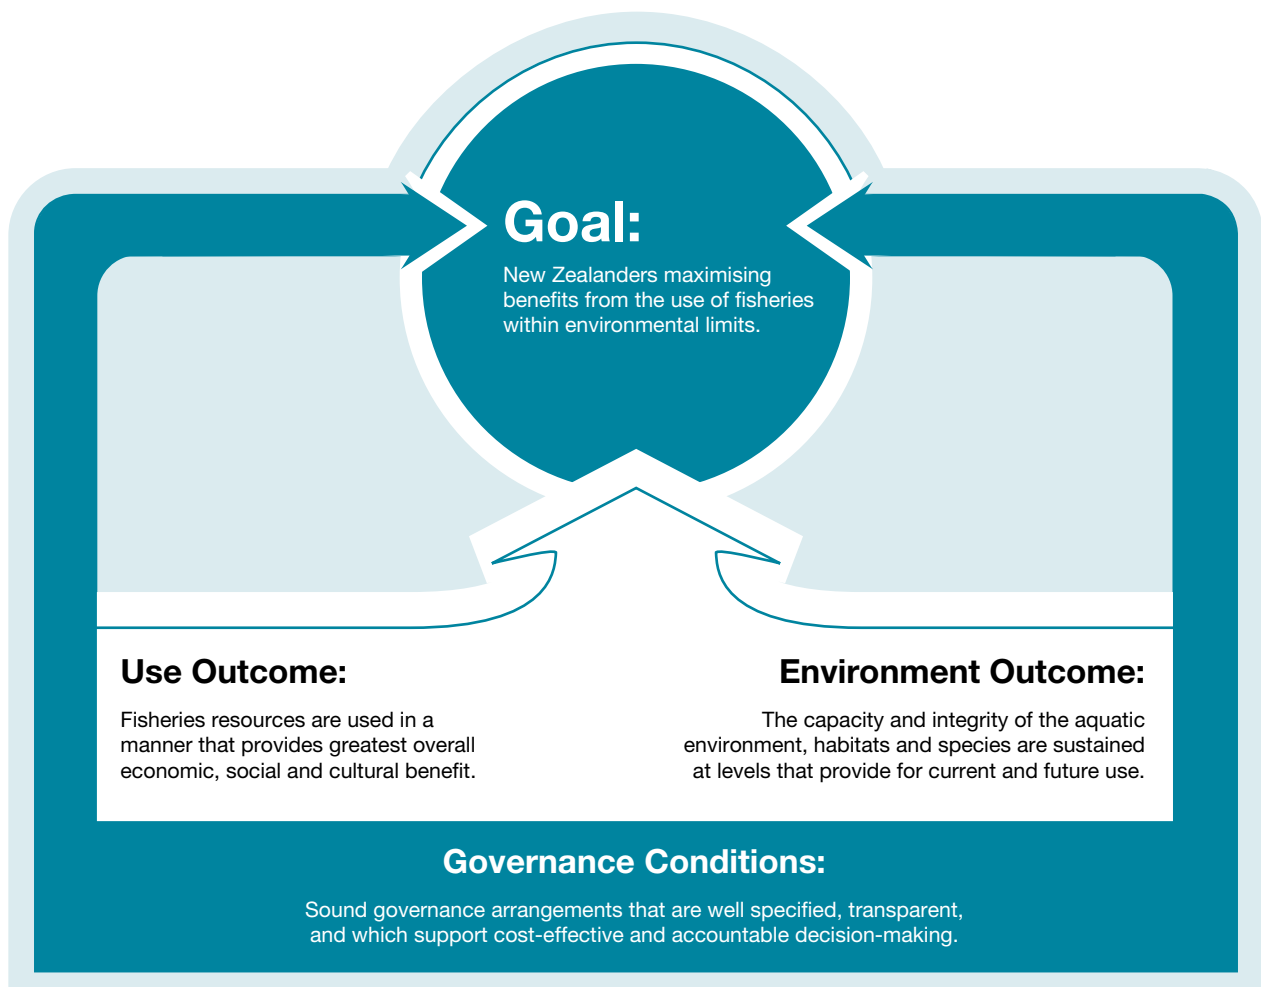 Goal:
New Zealanders maximising
benefits from the use of fisheries
within environmental limits.
Use Outcome:
Fisheries resources are used in a
manner that provides greatest overall
economic, social and cultural benefit.
Environment Outcome:
The capacity and integrity of the aquatic
environment, habitats and species are sustained
at levels that provide for current and future use.
Governance Conditions:
Sound governance arrangements that are well specified, transparent,
and which support cost-effective and accountable decision-making.